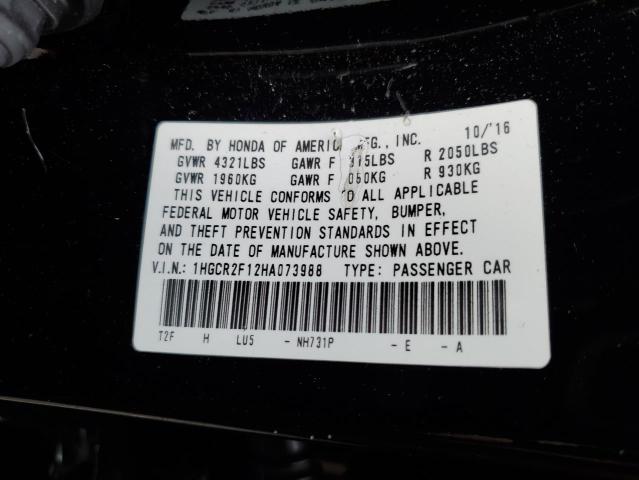 MFD. BY HONDA OF AMERIC MFG., INC. 10/'16
GVWR 4321LBS GAWR F R 2050LBS
GVWR 1960KG GAWR F R 930KG
THIS VEHICLE CONFORMS TO ALL APPLICABLE
FEDERAL MOTOR VEHICLE SAFETY, BUMPER,
AND THEFT PREVENTION STANDARDS IN EFFECT
ON THE DATE OF MANUFACTURE SHOWN ABOVE.
V.I.N.: 1HGCR2F12HA073988 TYPE: PASSENGER CAR
T2F H LU5 - NH731P - E - A